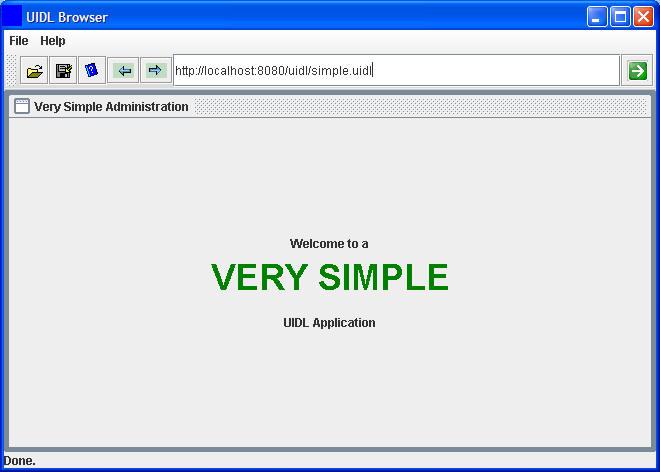 UIDL Browser
File Help
http://localhost:8080/uidl/simple.uidl
Very Simple Administration
Welcome to a
VERY SIMPLE
UIDL Application
Done.